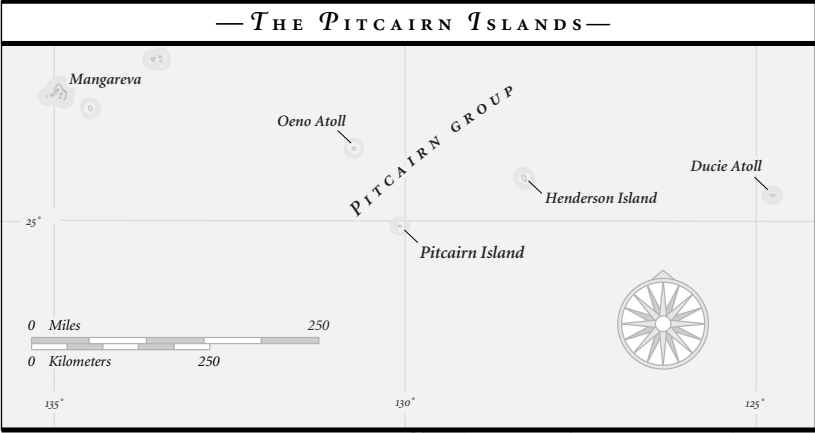 —The Pitcairn Islands—
Mangareva
Oeno Atoll
Pitcairn Group
Ducie Atoll
Henderson Island
25°
Pitcairn Island
0 Miles 250
0 Kilometers 250
135° 130° 125°